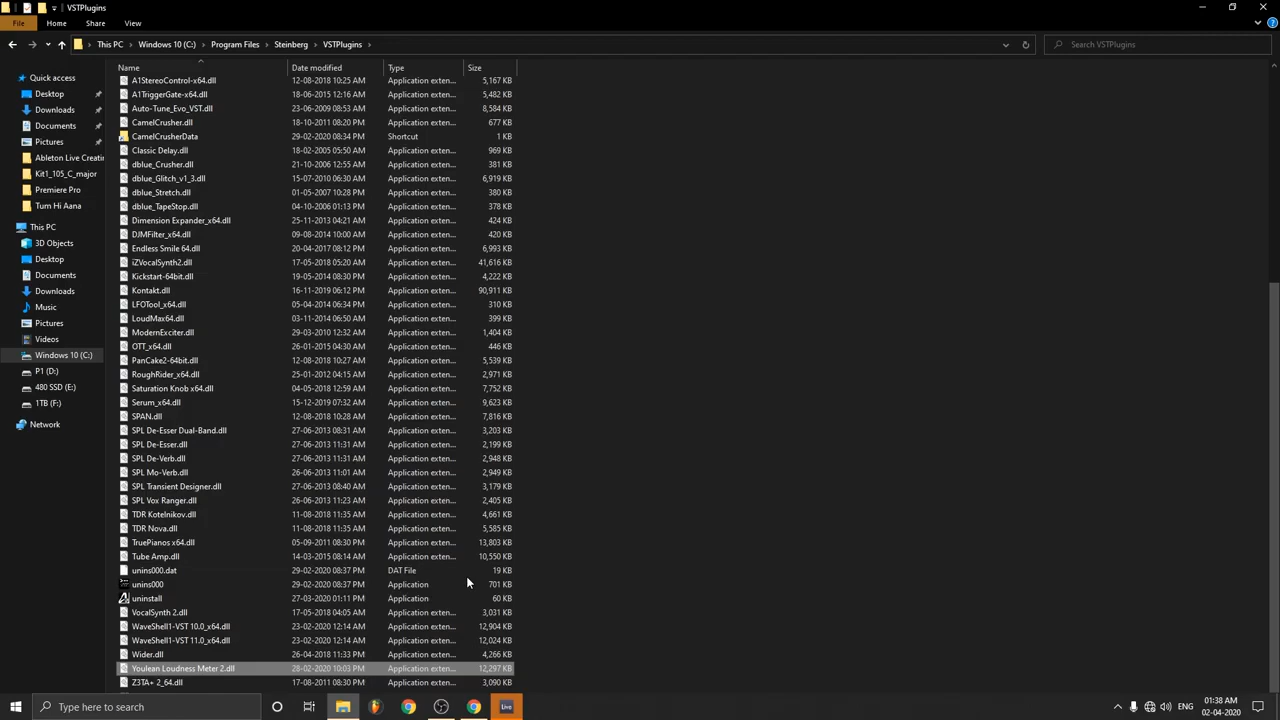 VSTPlugins
File Home Share View
This PC Windows 10 (C:) Program Files Steinberg VSTPlugins
Search VSTPlugins
Name Date modified Type Size
Quick access
Desktop
Downloads
Documents
Pictures
Ableton Live Creati
Kit1_105_C_major
Premiere Pro
Tum Hi Aana
This PC
3D Objects
Desktop
Documents
Downloads
Music
Pictures
Videos
Windows 10 (C:)
P1 (D:)
480 SSD (E:)
1TB (F:)
Network
A1StereoControl-x64.dll 12-08-2018 10:25 AM Application exten... 5,167 KB
A1TriggerGate-x64.dll 18-06-2015 12:16 AM Application exten... 5,482 KB
Auto-Tune_Evo_VST.dll 23-06-2009 08:53 AM Application exten... 8,584 KB
CamelCrusher.dll 18-10-2011 08:20 PM Application exten... 677 KB
CamelCrusherData 29-02-2020 08:34 PM Shortcut 1 KB
Classic Delay.dll 18-02-2005 05:50 AM Application exten... 969 KB
dblue_Crusher.dll 21-10-2006 12:55 AM Application exten... 381 KB
dblue_Glitch_v1_3.dll 15-07-2010 06:30 AM Application exten... 6,919 KB
dblue_Stretch.dll 01-05-2007 10:28 PM Application exten... 380 KB
dblue_TapeStop.dll 04-10-2006 01:13 PM Application exten... 378 KB
Dimension Expander_x64.dll 25-11-2013 04:21 AM Application exten... 424 KB
DJMFilter_x64.dll 09-08-2014 10:00 AM Application exten... 420 KB
Endless Smile 64.dll 20-04-2017 08:12 PM Application exten... 6,993 KB
iZVocalSynth2.dll 17-05-2018 05:20 AM Application exten... 41,616 KB
Kickstart-64bit.dll 19-05-2014 08:30 PM Application exten... 4,222 KB
Kontakt.dll 16-11-2019 06:12 PM Application exten... 90,911 KB
LFOTool_x64.dll 05-04-2014 06:34 PM Application exten... 310 KB
LoudMax64.dll 03-11-2014 06:50 AM Application exten... 399 KB
ModernExciter.dll 29-03-2010 12:32 AM Application exten... 1,404 KB
OTT_x64.dll 26-01-2015 04:30 AM Application exten... 446 KB
PanCake2-64bit.dll 12-08-2018 10:27 AM Application exten... 5,539 KB
RoughRider_x64.dll 25-01-2012 04:15 AM Application exten... 2,971 KB
Saturation Knob x64.dll 04-05-2018 12:59 AM Application exten... 7,752 KB
Serum_x64.dll 15-12-2019 07:32 AM Application exten... 9,623 KB
SPAN.dll 12-08-2018 10:28 AM Application exten... 7,816 KB
SPL De-Esser Dual-Band.dll 27-06-2013 08:31 AM Application exten... 3,203 KB
SPL De-Esser.dll 27-06-2013 11:31 AM Application exten... 2,199 KB
SPL De-Verb.dll 27-06-2013 11:31 AM Application exten... 2,948 KB
SPL Mo-Verb.dll 27-06-2013 11:01 AM Application exten... 2,949 KB
SPL Transient Designer.dll 27-06-2013 08:40 AM Application exten... 3,179 KB
SPL Vox Ranger.dll 27-06-2013 11:23 AM Application exten... 2,405 KB
TDR Kotelnikov.dll 11-08-2018 11:35 AM Application exten... 4,661 KB
TDR Nova.dll 11-08-2018 11:35 AM Application exten... 5,585 KB
TruePianos x64.dll 05-09-2011 08:30 PM Application exten... 13,803 KB
Tube Amp.dll 14-03-2015 08:14 AM Application exten... 10,550 KB
unins000.dat 29-02-2020 08:37 PM DAT File 19 KB
unins000 29-02-2020 08:37 PM Application 701 KB
uninstall 27-03-2020 01:11 PM Application 60 KB
VocalSynth 2.dll 17-05-2018 04:05 AM Application exten... 3,031 KB
WaveShell1-VST 10.0_x64.dll 23-02-2020 12:14 AM Application exten... 12,904 KB
WaveShell1-VST 11.0_x64.dll 23-02-2020 12:14 AM Application exten... 12,024 KB
Wider.dll 26-04-2018 11:33 PM Application exten... 4,266 KB
Youlean Loudness Meter 2.dll 28-02-2020 10:03 PM Application exten... 12,297 KB
Z3TA+ 2_64.dll 17-08-2011 08:30 PM Application exten... 3,090 KB
Type here to search
Live
ENG
01:38 AM
02-04-2020